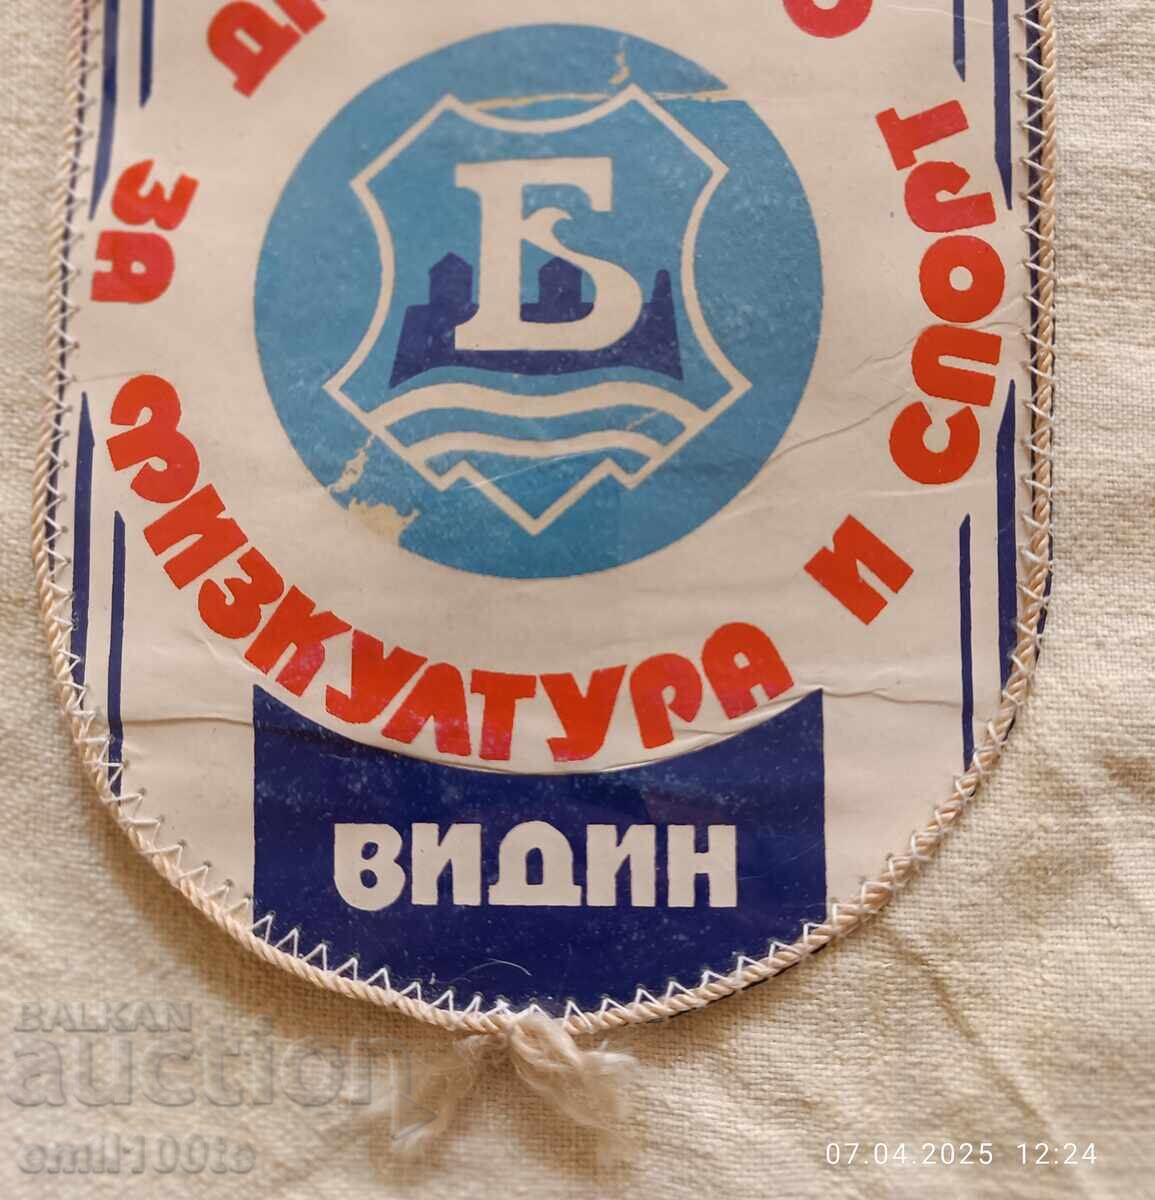 ЗА ФИЗКУЛТУРА И СПОРТ
Б
ВИДИН
BALKAN
auction
emil100to
07.04.2025 12:24